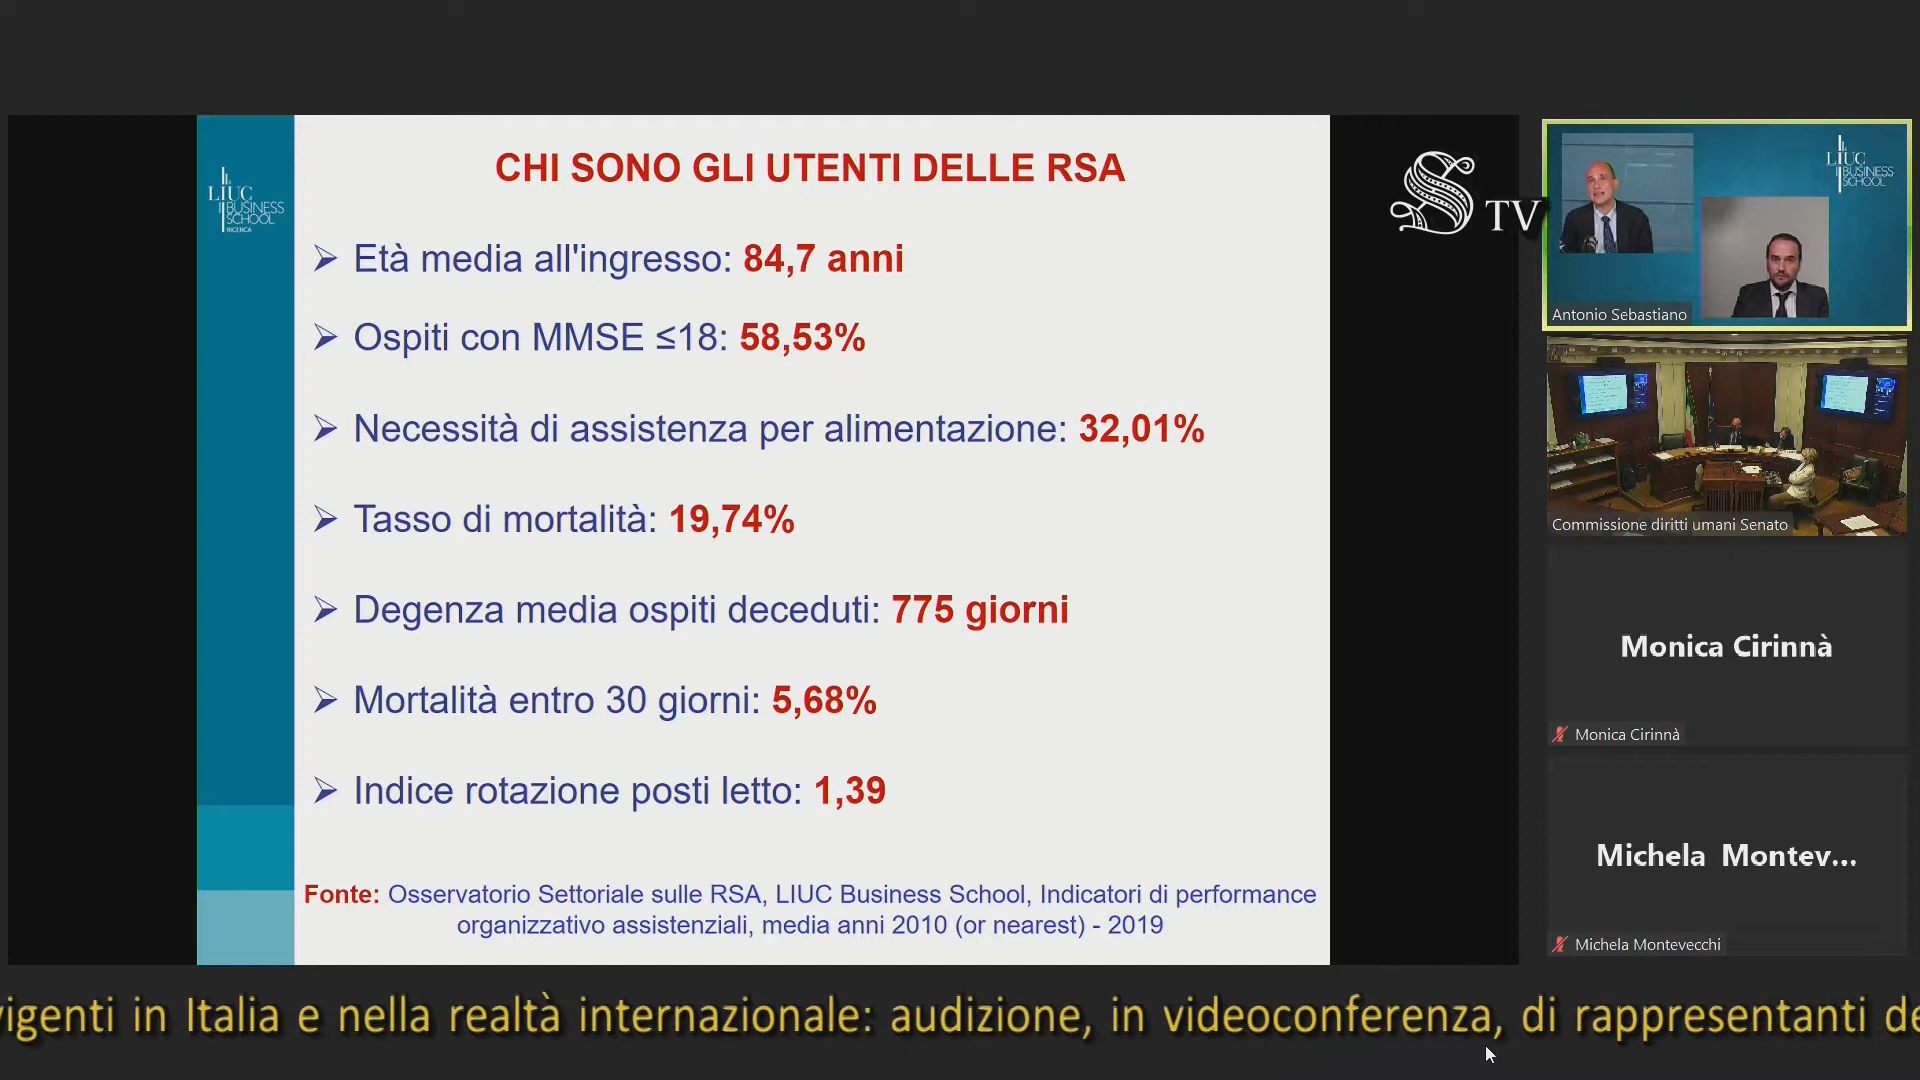 CHI SONO GLI UTENTI DELLE RSA
LIUC
BUSINESS
SCHOOL
RICERCA
Età media all'ingresso: 84,7 anni
Ospiti con MMSE ≤18: 58,53%
Necessità di assistenza per alimentazione: 32,01%
Tasso di mortalità: 19,74%
Degenza media ospiti deceduti: 775 giorni
Mortalità entro 30 giorni: 5,68%
Indice rotazione posti letto: 1,39
Fonte: Osservatorio Settoriale sulle RSA, LIUC Business School, Indicatori di performance
organizzativo assistenziali, media anni 2010 (or nearest) - 2019
S TV
LIUC
BUSINESS
SCHOOL
Antonio Sebastiano
Commissione diritti umani Senato
Monica Cirinnà
Monica Cirinnà
Michela Montev...
Michela Montevecchi
vigenti in Italia e nella realtà internazionale: audizione, in videoconferenza, di rappresentanti de